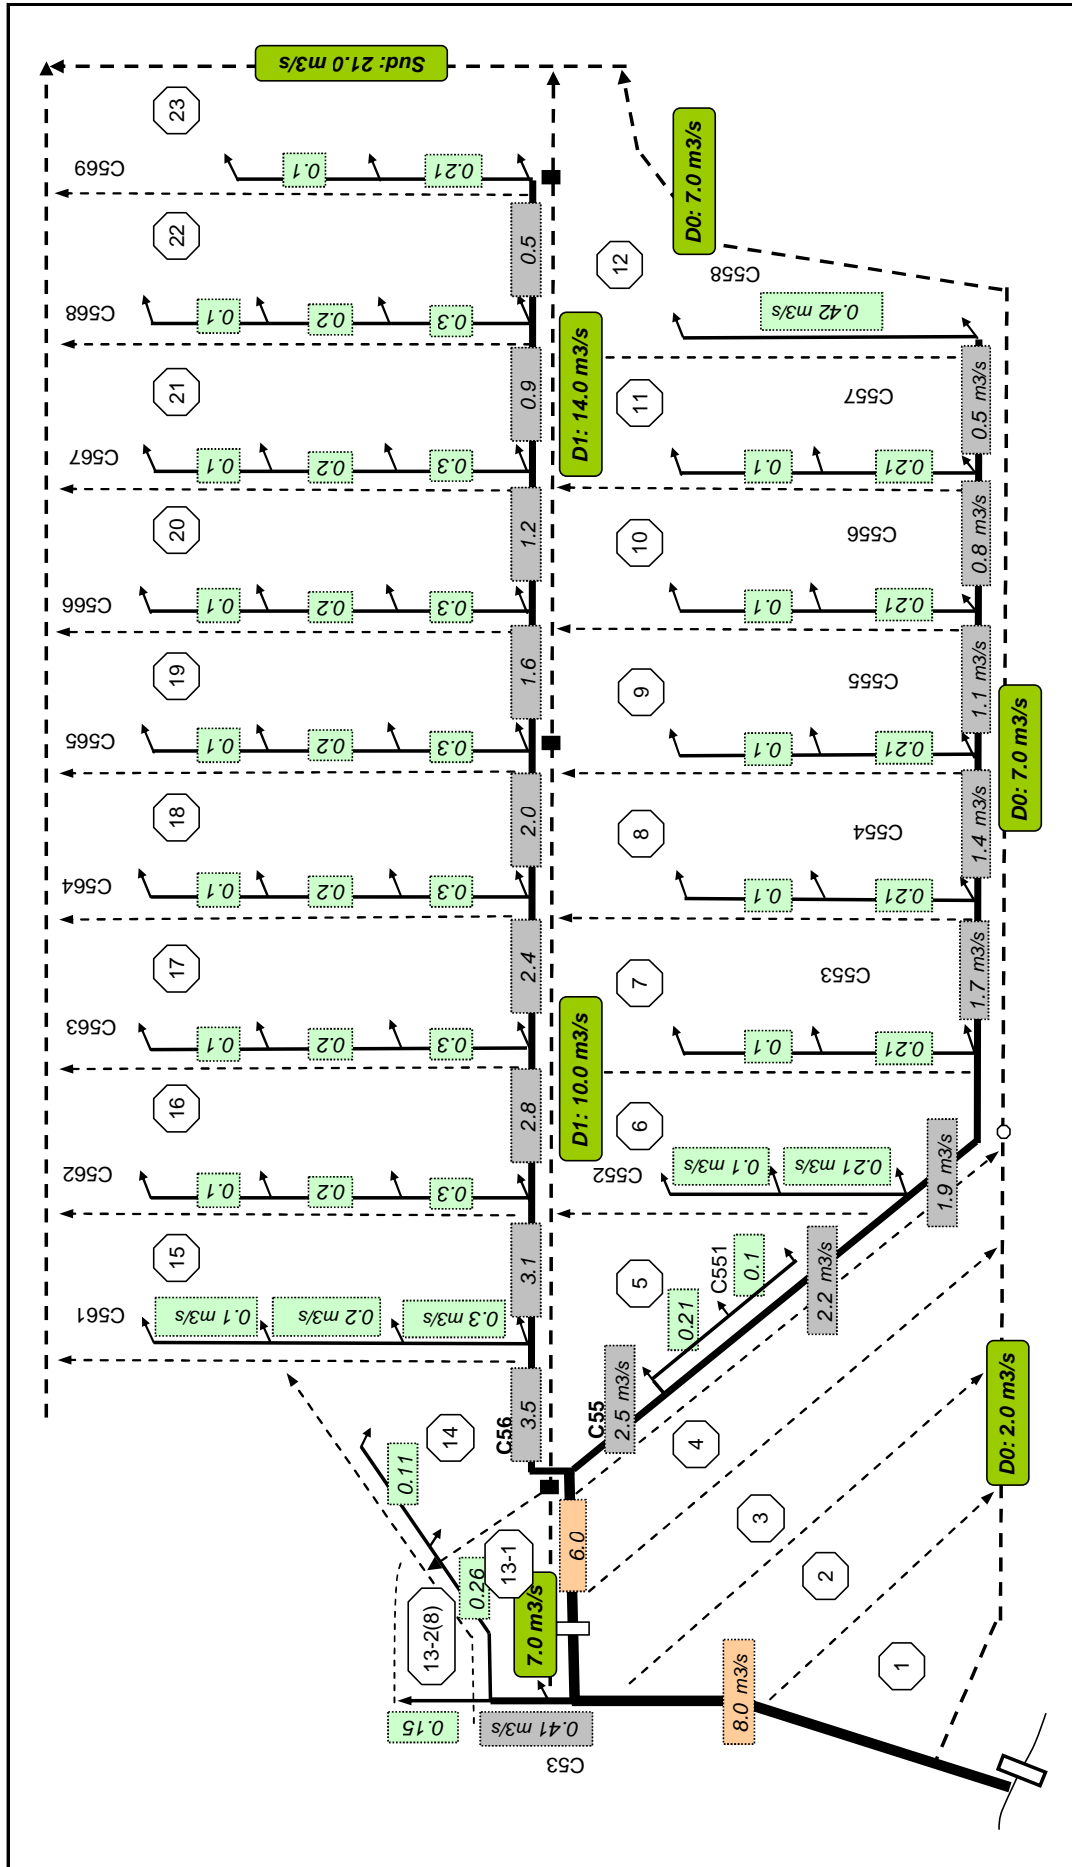 Sud: 21.0 m3/s
23
C569
0.1
0.21
D0: 7.0 m3/s
22
0.5
12
C558
C568
0.1
0.2
0.3
0.42 m3/s
21
0.9
D1: 14.0 m3/s
11
C557
0.5 m3/s
C567
0.1
0.2
0.3
0.1
0.21
20
1.2
10
C556
0.8 m3/s
C566
0.1
0.2
0.3
0.1
0.21
19
1.6
9
C555
1.1 m3/s
C565
0.1
0.2
0.3
0.1
0.21
D0: 7.0 m3/s
18
2.0
8
C554
1.4 m3/s
C564
0.1
0.2
0.3
0.1
0.21
17
2.4
7
C553
1.7 m3/s
C563
0.1
0.2
0.3
0.1
0.21
D1: 10.0 m3/s
16
2.8
6
C562
0.1
0.2
0.3
C552
0.1 m3/s
0.21 m3/s
1.9 m3/s
15
3.1
5
C551
0.1
2.2 m3/s
C561
0.1 m3/s
0.2 m3/s
0.3 m3/s
0.21
14
C56
3.5
C55
2.5 m3/s
4
D0: 2.0 m3/s
0.11
3
6.0
13-1
0.26
13-2(8)
7.0 m3/s
2
1
0.15
0.41 m3/s
8.0 m3/s
C53